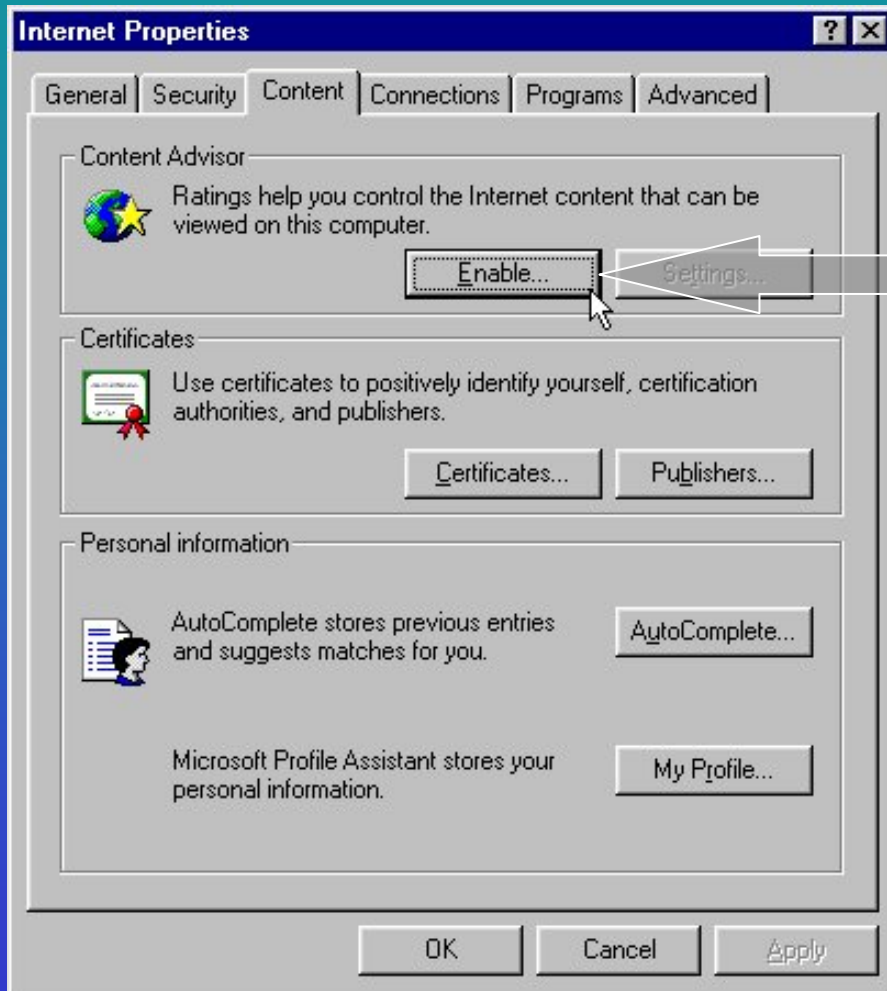 Internet Properties
General Security Content Connections Programs Advanced
Content Advisor
Ratings help you control the Internet content that can be
viewed on this computer.
Enable... Settings...
Certificates
Use certificates to positively identify yourself, certification
authorities, and publishers.
Certificates... Publishers...
Personal information
AutoComplete stores previous entries
and suggests matches for you.
AutoComplete...
Microsoft Profile Assistant stores your
personal information.
My Profile...
OK Cancel Apply